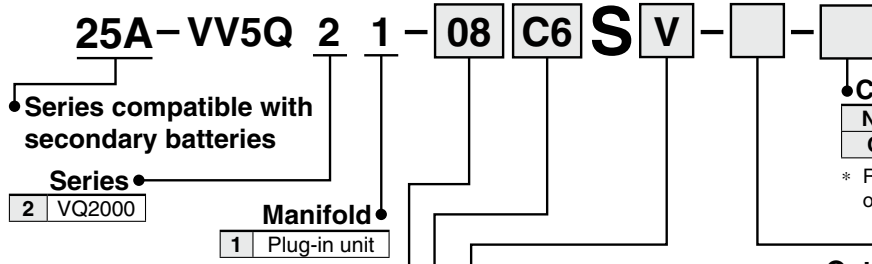 25A-VV5Q 2 1 - 08 C6 S V - -
Series compatible with
secondary batteries
Series
2 VQ2000
Manifold
1 Plug-in unit